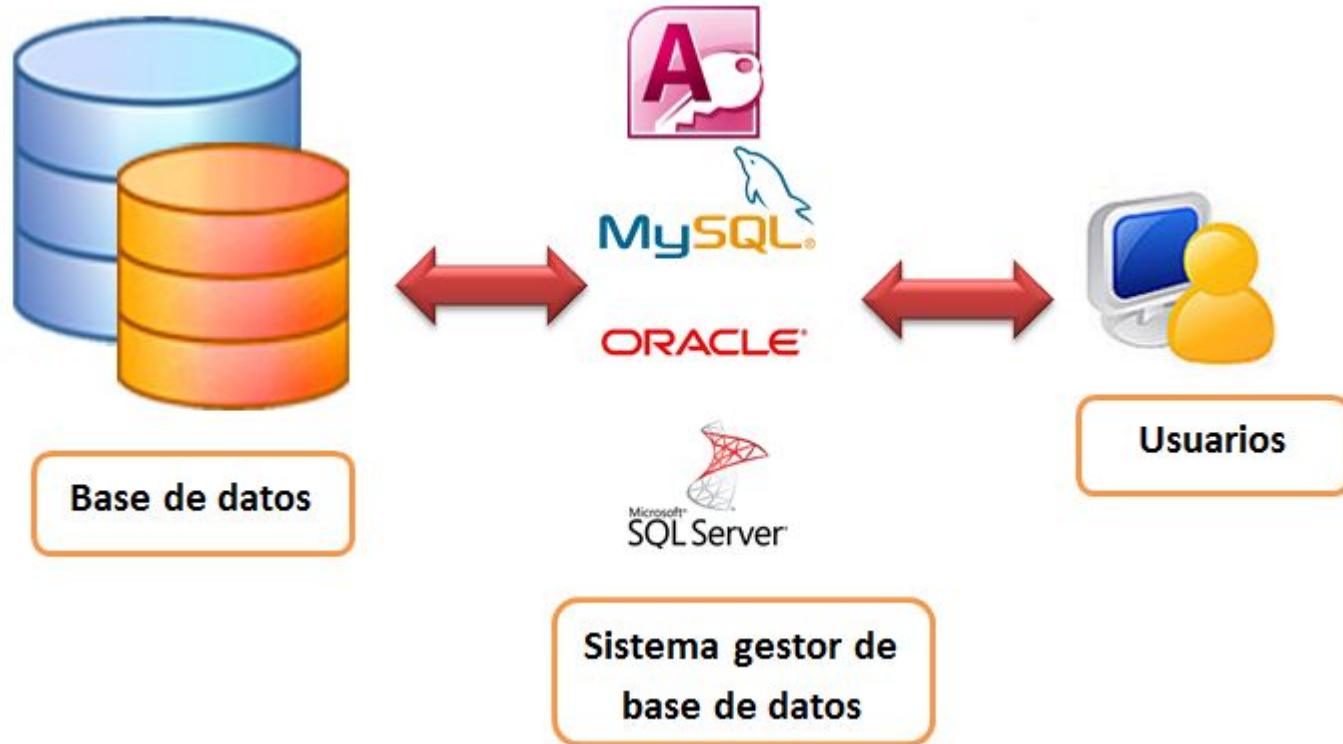 A
MySQL®
ORACLE®
Microsoft®
SQL Server®
Base de datos
Usuarios
Sistema gestor de
base de datos